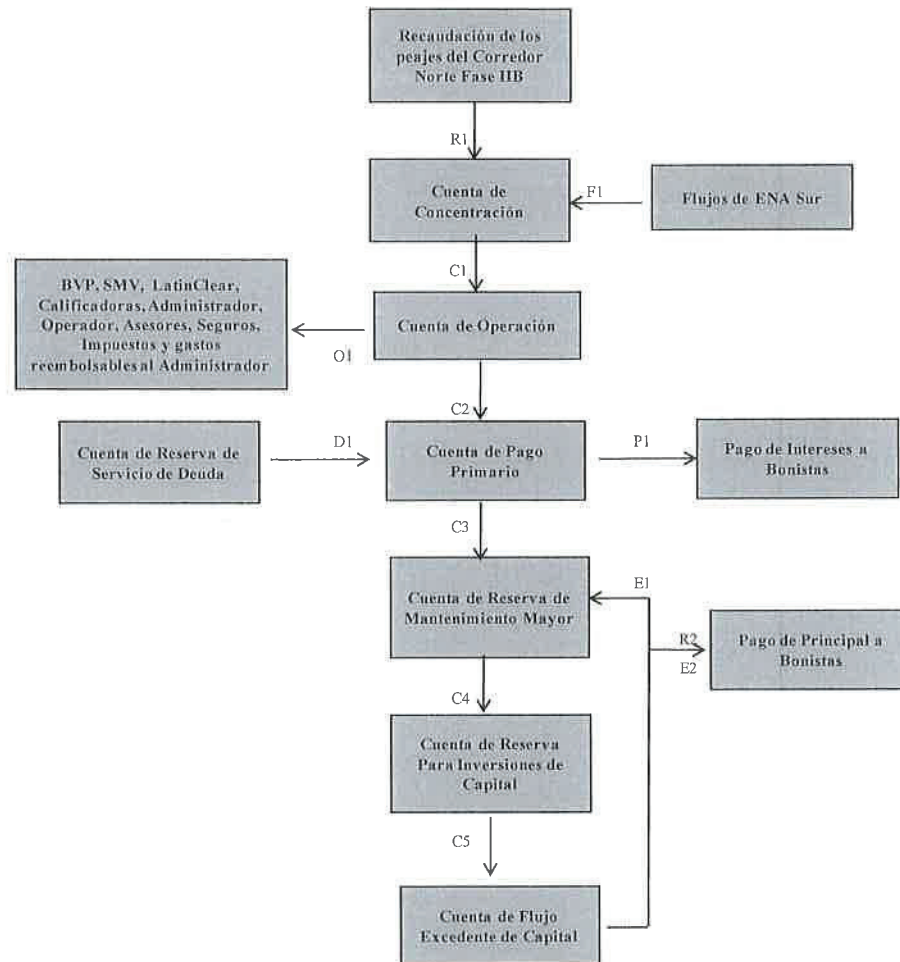 Recaudación de los
peajes del Corredor
Norte Fase IIB
R1
Cuenta de
Concentración
F1
Flujos de ENA Sur
C1
BVP, SMV, LatinClear,
Calificadoras, Administrador,
Operador, Asesores, Seguros,
Impuestos y gastos
reembolsables al Administrador
O1
Cuenta de Operación
C2
Cuenta de Reserva de
Servicio de Deuda
D1
Cuenta de Pago
Primario
P1
Pago de Intereses a
Bonistas
C3
Cuenta de Reserva de
Mantenimiento Mayor
E1
R2
E2
Pago de Principal a
Bonistas
C4
Cuenta de Reserva
Para Inversiones de
Capital
C5
Cuenta de Flujo
Excedente de Capital